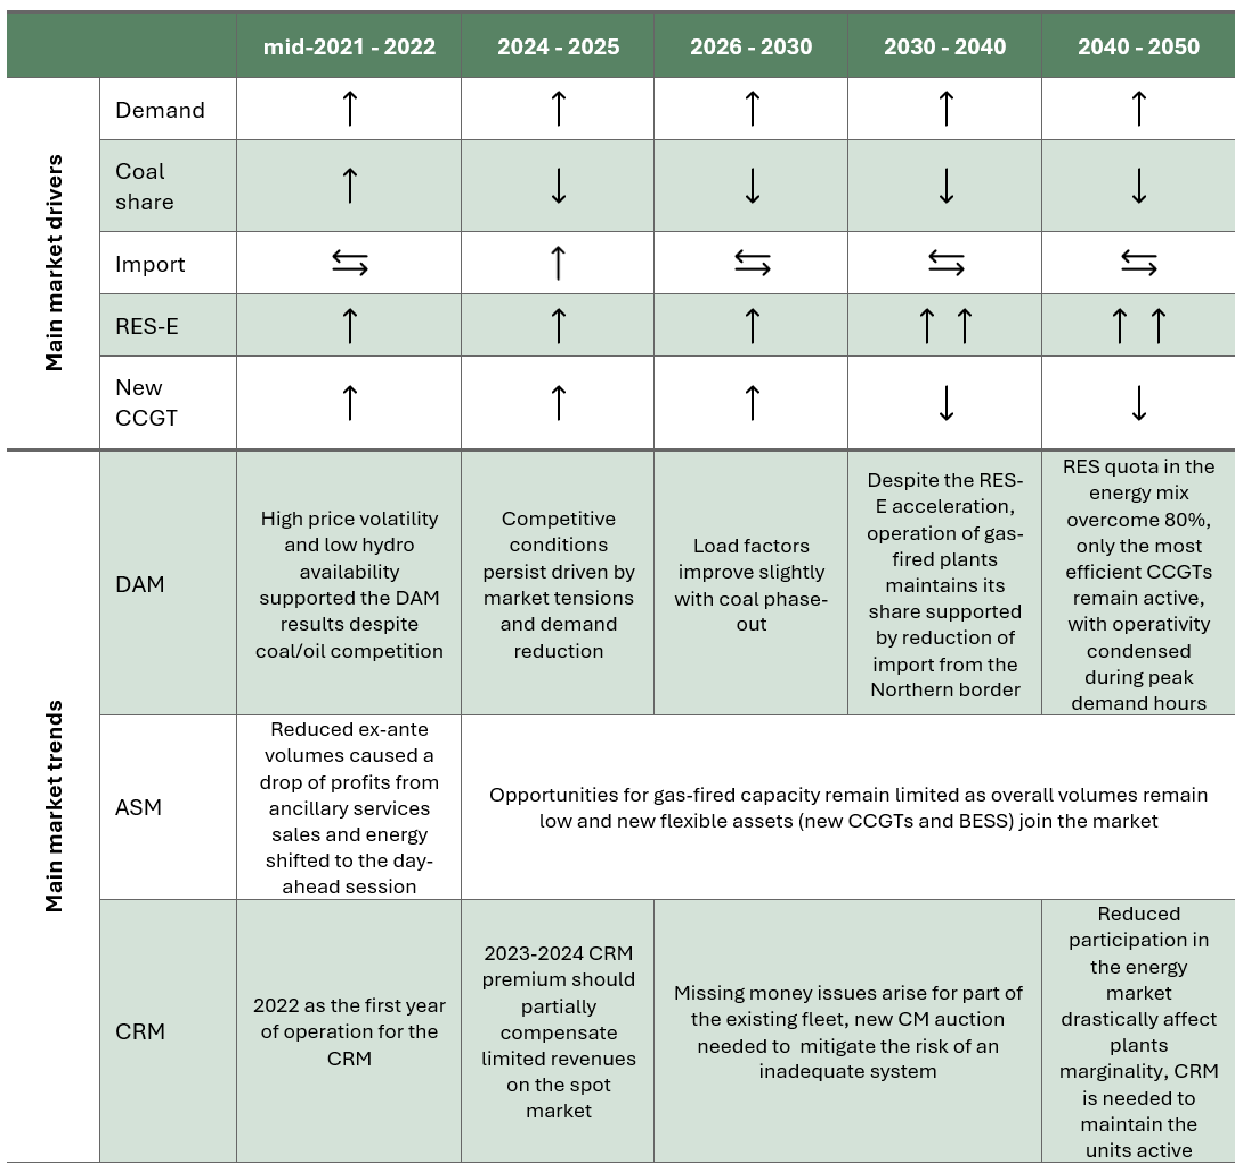 mid-2021 - 2022
2024 - 2025
2026 - 2030
2030 - 2040
2040 - 2050
Main market drivers
Demand
↑
↑
↑
↑
↑
Coal
share
↑
↓
↓
↓
↓
Import
⇆
↑
⇆
⇆
⇆
RES-E
↑
↑
↑
↑ ↑
↑ ↑
New
CCGT
↑
↑
↑
↓
↓
Main market trends
DAM
High price volatility
and low hydro
availability
supported the DAM
results despite
coal/oil competition
Competitive
conditions
persist driven by
market tensions
and demand
reduction
Load factors
improve slightly
with coal phase-
out
Despite the RES-
E acceleration,
operation of gas-
fired plants
maintains its
share supported
by reduction of
import from the
Northern border
RES quota in the
energy mix
overcome 80%,
only the most
efficient CCGTs
remain active,
with operativity
condensed
during peak
demand hours
ASM
Reduced ex-ante
volumes caused a
drop of profits from
ancillary services
sales and energy
shifted to the day-
ahead session
Opportunities for gas-fired capacity remain limited as overall volumes remain
low and new flexible assets (new CCGTs and BESS) join the market
CRM
2022 as the first year
of operation for the
CRM
2023-2024 CRM
premium should
partially
compensate
limited revenues
on the spot
market
Missing money issues arise for part of
the existing fleet, new CM auction
needed to mitigate the risk of an
inadequate system
Reduced
participation in
the energy
market
drastically affect
plants
marginality, CRM
is needed to
maintain the
units active